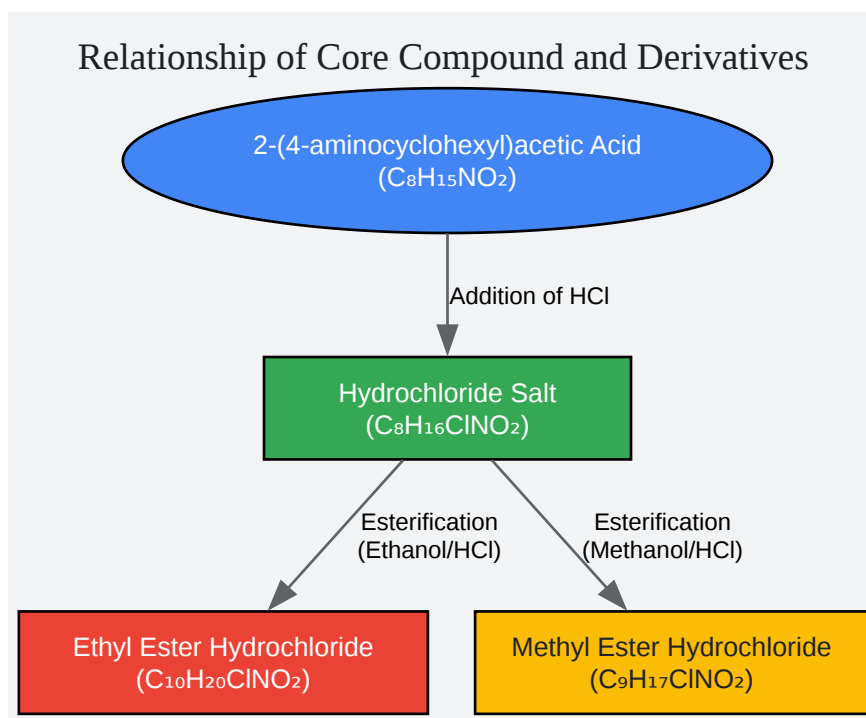 Relationship of Core Compound and Derivatives
2-(4-aminocyclohexyl)acetic Acid
(C₈H₁₅NO₂)
Addition of HCl
Hydrochloride Salt
(C₈H₁₆ClNO₂)
Esterification
(Ethanol/HCl)
Esterification
(Methanol/HCl)
Ethyl Ester Hydrochloride
(C₁₀H₂₀ClNO₂)
Methyl Ester Hydrochloride
(C₉H₁₇ClNO₂)